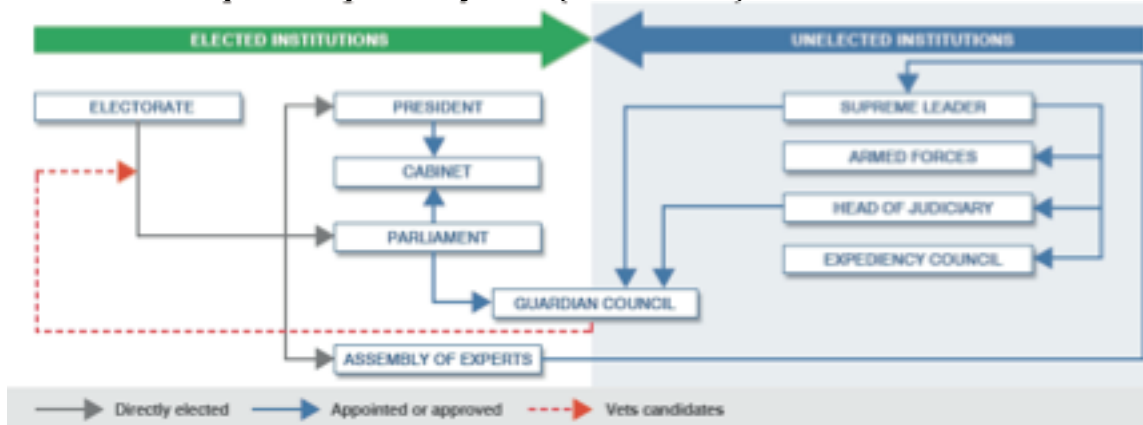 ELECTED INSTITUTIONS
UNELECTED INSTITUTIONS
ELECTORATE
PRESIDENT
SUPREME LEADER
CABINET
ARMED FORCES
PARLIAMENT
HEAD OF JUDICIARY
EXPEDIENCY COUNCIL
GUARDIAN COUNCIL
ASSEMBLY OF EXPERTS
Directly elected
Appointed or approved
Vets candidates